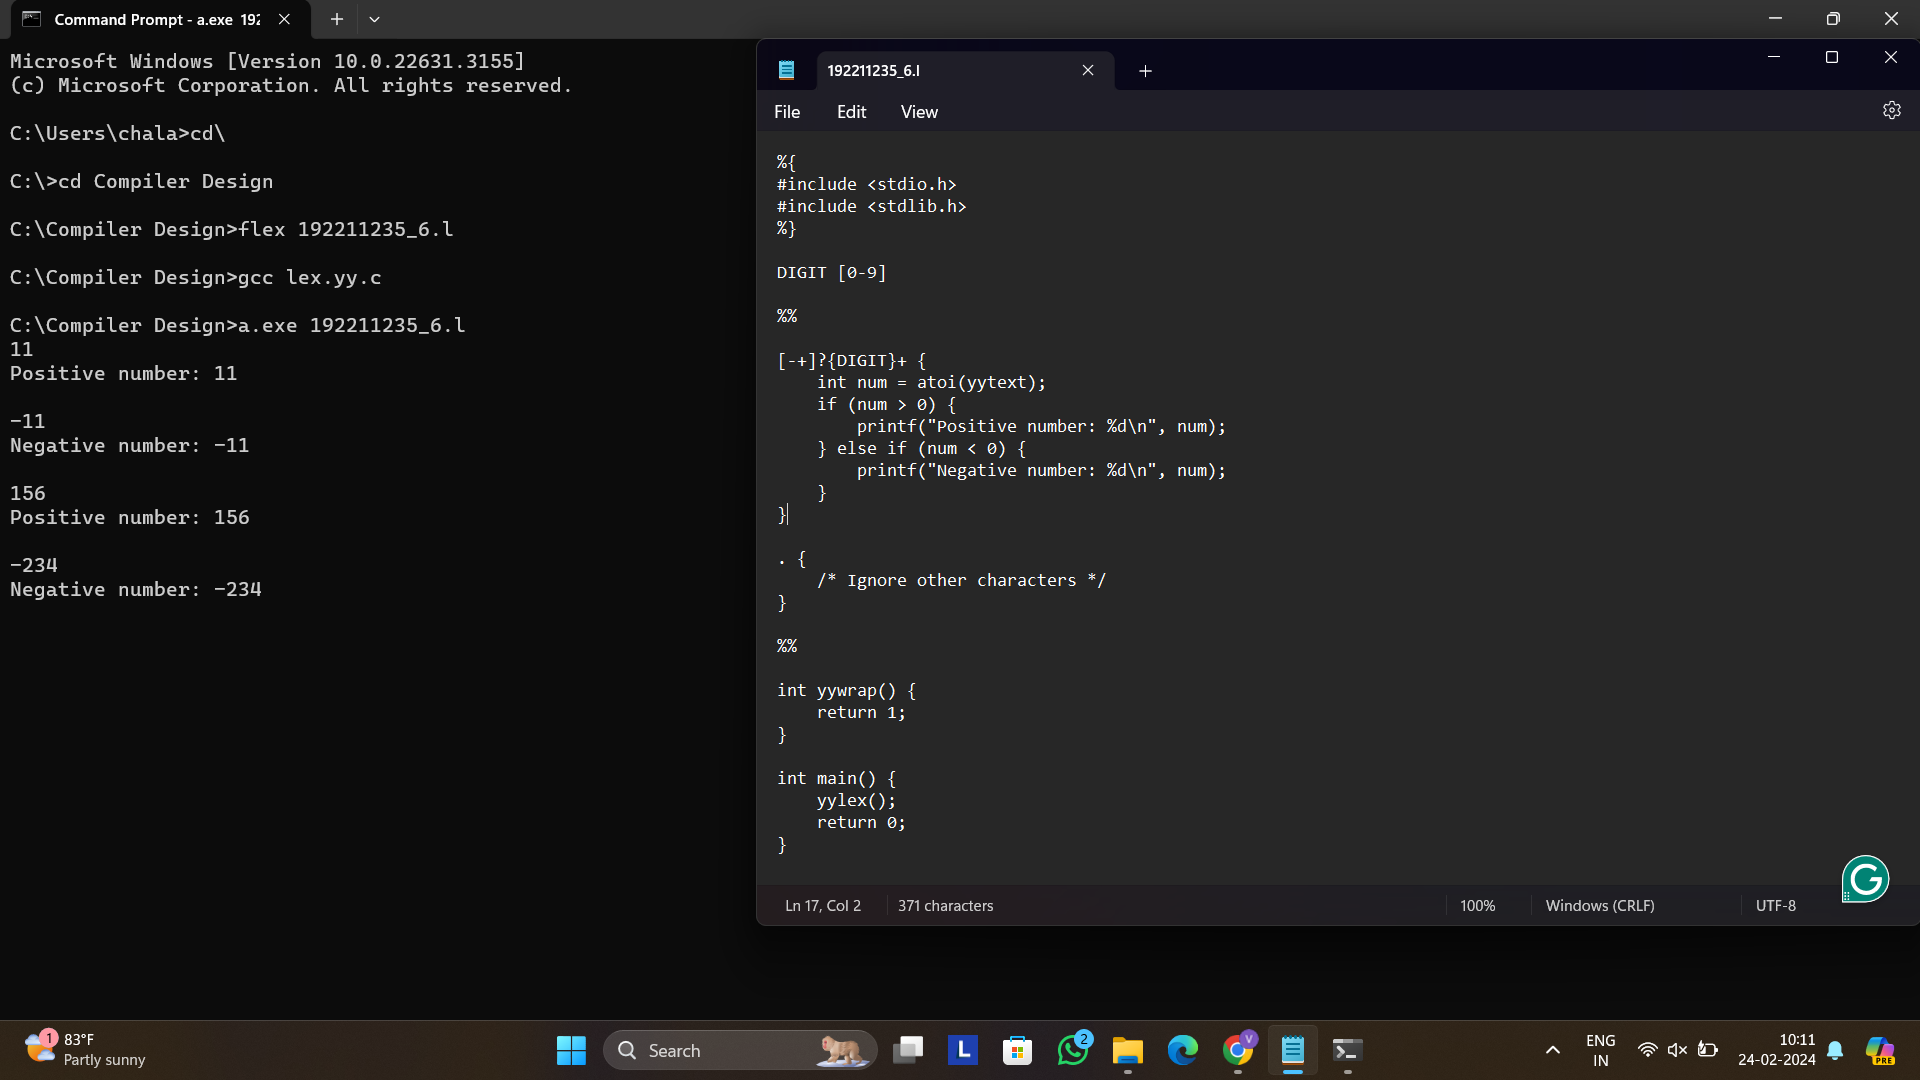 Command Prompt - a.exe 192
Microsoft Windows [Version 10.0.22631.3155]
(c) Microsoft Corporation. All rights reserved.
C:\Users\chala>cd\
C:\>cd Compiler Design
C:\Compiler Design>flex 192211235_6.l
C:\Compiler Design>gcc lex.yy.c
C:\Compiler Design>a.exe 192211235_6.l
11
Positive number: 11
-11
Negative number: -11
156
Positive number: 156
-234
Negative number: -234
192211235_6.l
File Edit View
%{
#include <stdio.h>
#include <stdlib.h>
%}
DIGIT [0-9]
%%
[-+]?{DIGIT}+ {
    int num = atoi(yytext);
    if (num > 0) {
        printf("Positive number: %d\n", num);
    } else if (num < 0) {
        printf("Negative number: %d\n", num);
    }
}
. {
    /* Ignore other characters */
}
%%
int yywrap() {
    return 1;
}
int main() {
    yylex();
    return 0;
}
Ln 17, Col 2 371 characters 100% Windows (CRLF) UTF-8
G
1
83°F
Partly sunny
Search
L
2
V
ENG
IN
10:11
24-02-2024
PRE